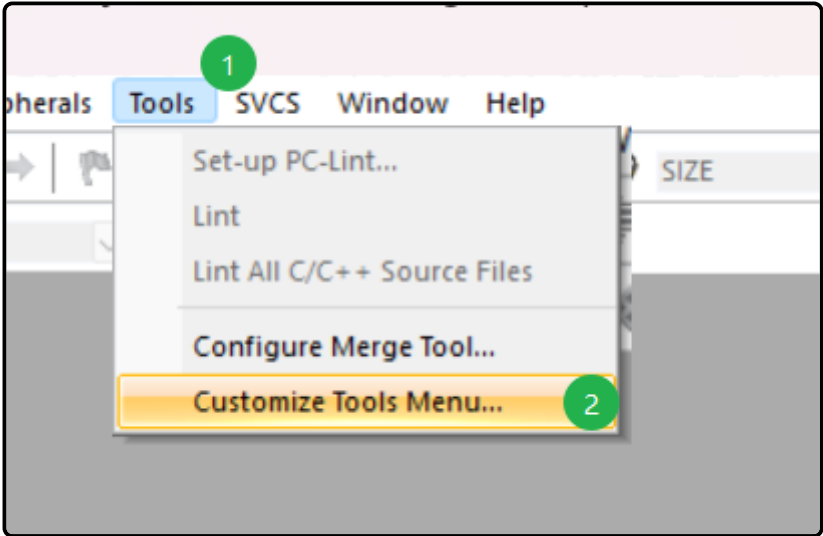 1
pherals Tools SVCS Window Help
Set-up PC-Lint...
SIZE
Lint
Lint All C/C++ Source Files
Configure Merge Tool...
Customize Tools Menu... 2